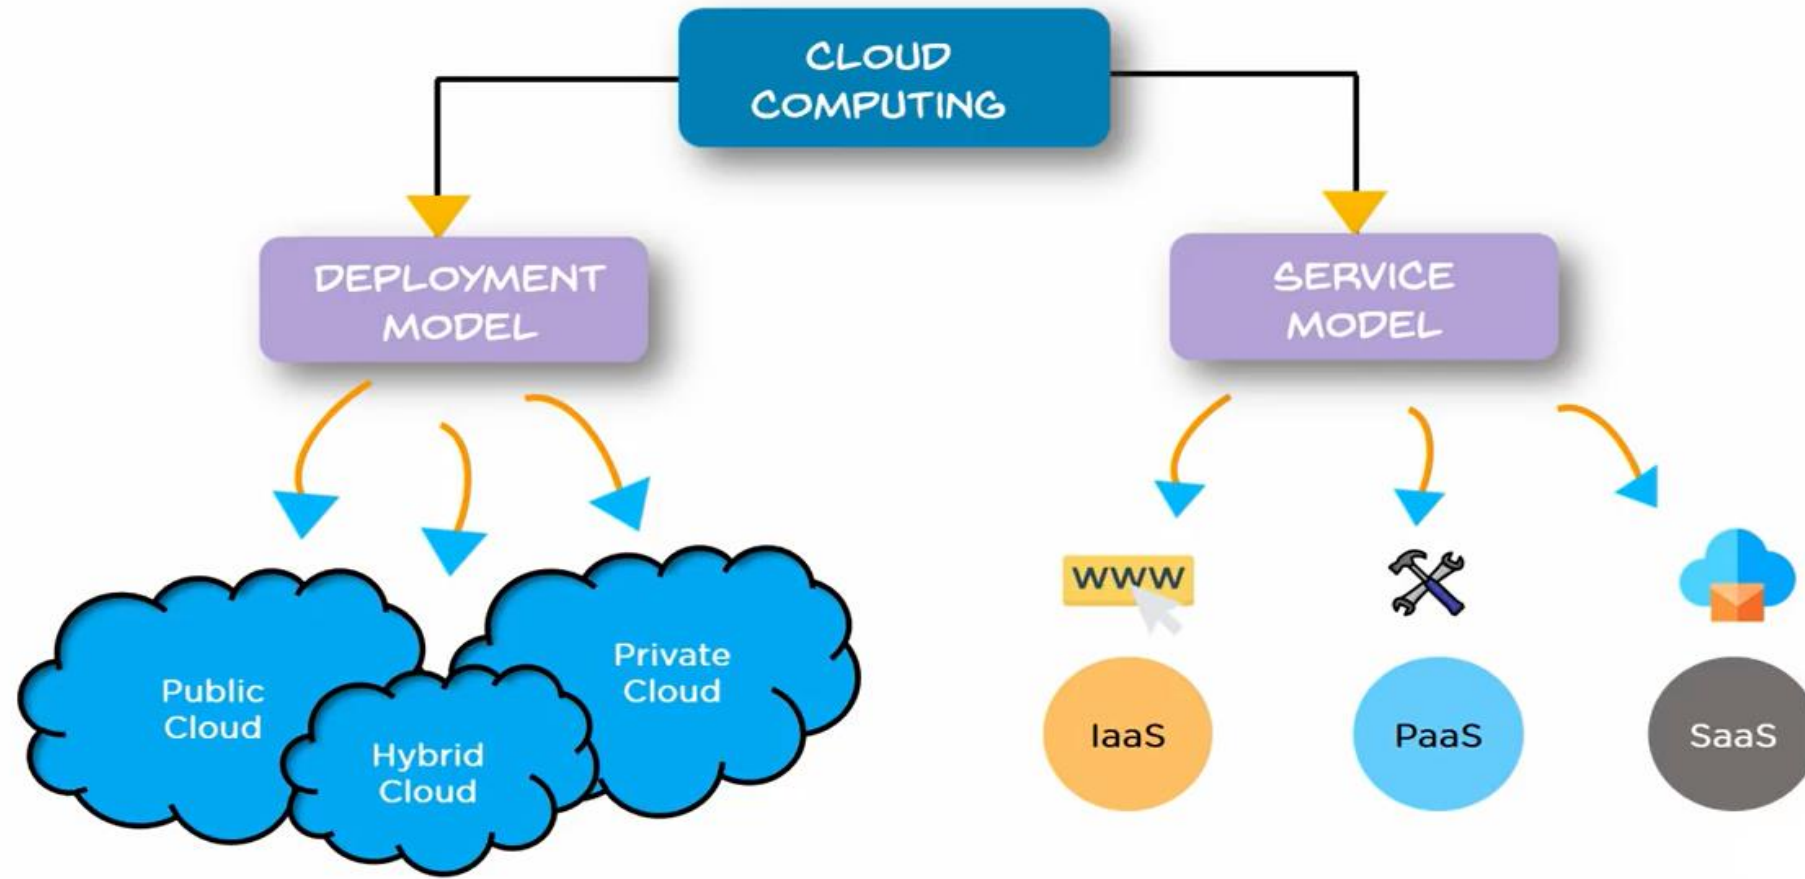 CLOUD
COMPUTING
DEPLOYMENT
MODEL
SERVICE
MODEL
Public
Cloud
Hybrid
Cloud
Private
Cloud
WWW
IaaS
PaaS
SaaS